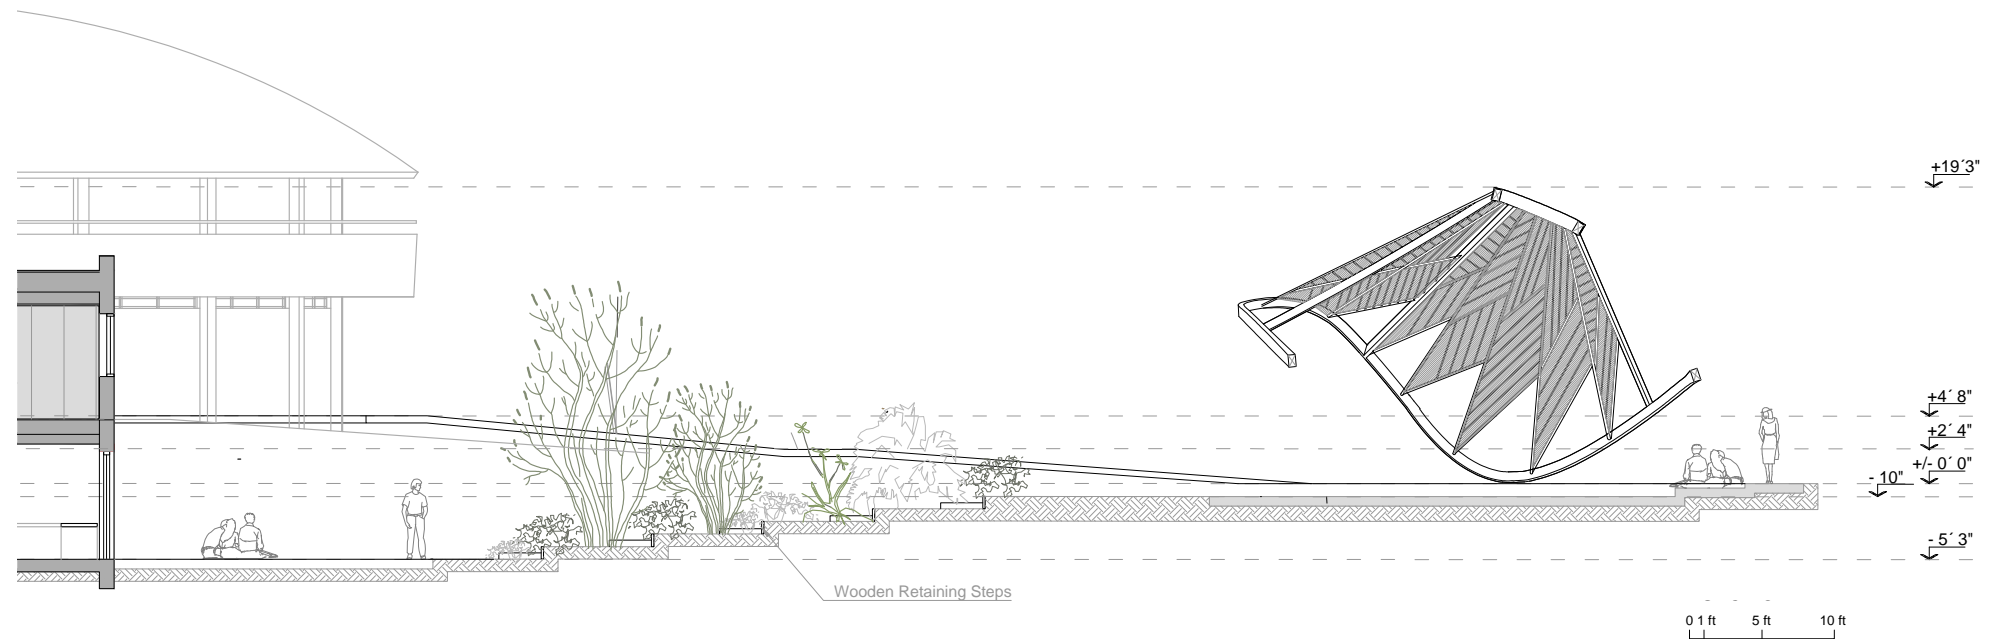 +19´3"
+4´ 8"
+2´ 4"
+/- 0´ 0"
- 10"
- 5´ 3"
Wooden Retaining Steps
0 1 ft 5 ft 10 ft